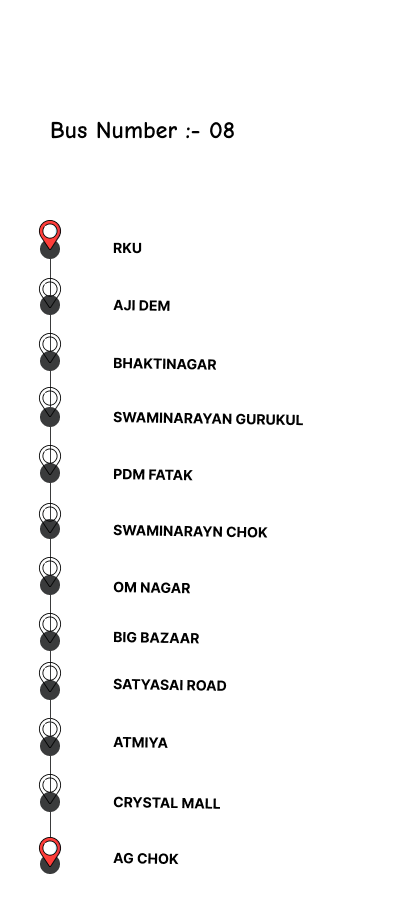 Bus Number :- 08
RKU
AJI DEM
BHAKTINAGAR
SWAMINARAYAN GURUKUL
PDM FATAK
SWAMINARAYN CHOK
OM NAGAR
BIG BAZAAR
SATYASAI ROAD
ATMIYA
CRYSTAL MALL
AG CHOK